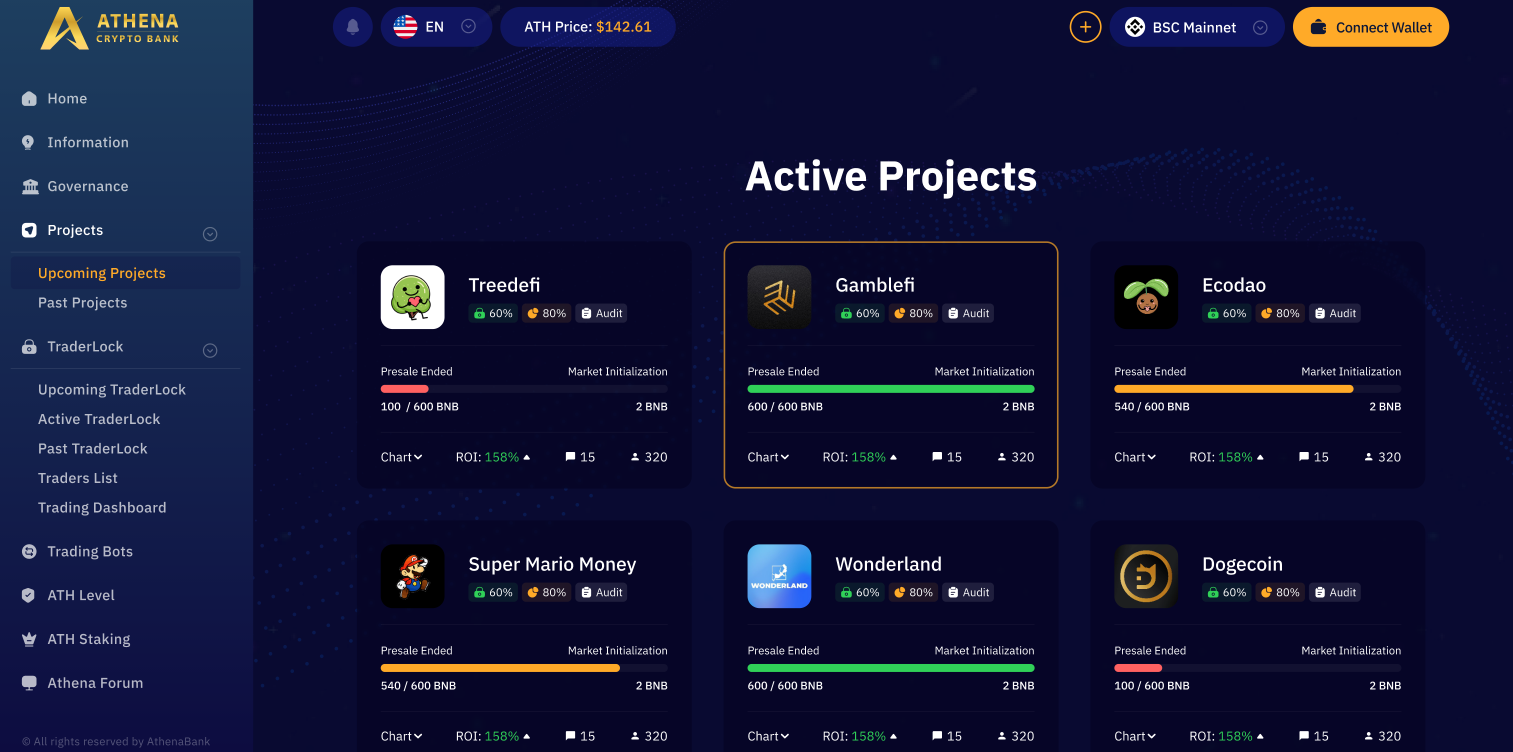 ATHENA
CRYPTO BANK
EN
ATH Price: $142.61
BSC Mainnet
Connect Wallet
Home
Information
Governance
Projects
Upcoming Projects
Past Projects
TraderLock
Upcoming TraderLock
Active TraderLock
Past TraderLock
Traders List
Trading Dashboard
Trading Bots
ATH Level
ATH Staking
Athena Forum
© All rights reserved by AthenaBank
Active Projects
Treedefi
60% 80% Audit
Presale Ended Market Initialization
100 / 600 BNB 2 BNB
Chart ROI: 158% 15 320
Gamblefi
60% 80% Audit
Presale Ended Market Initialization
600 / 600 BNB 2 BNB
Chart ROI: 158% 15 320
Ecodao
60% 80% Audit
Presale Ended Market Initialization
540 / 600 BNB 2 BNB
Chart ROI: 158% 15 320
Super Mario Money
60% 80% Audit
Presale Ended Market Initialization
540 / 600 BNB 2 BNB
Chart ROI: 158% 15 320
WONDERLAND
Wonderland
60% 80% Audit
Presale Ended Market Initialization
600 / 600 BNB 2 BNB
Chart ROI: 158% 15 320
Dogecoin
60% 80% Audit
Presale Ended Market Initialization
100 / 600 BNB 2 BNB
Chart ROI: 158% 15 320